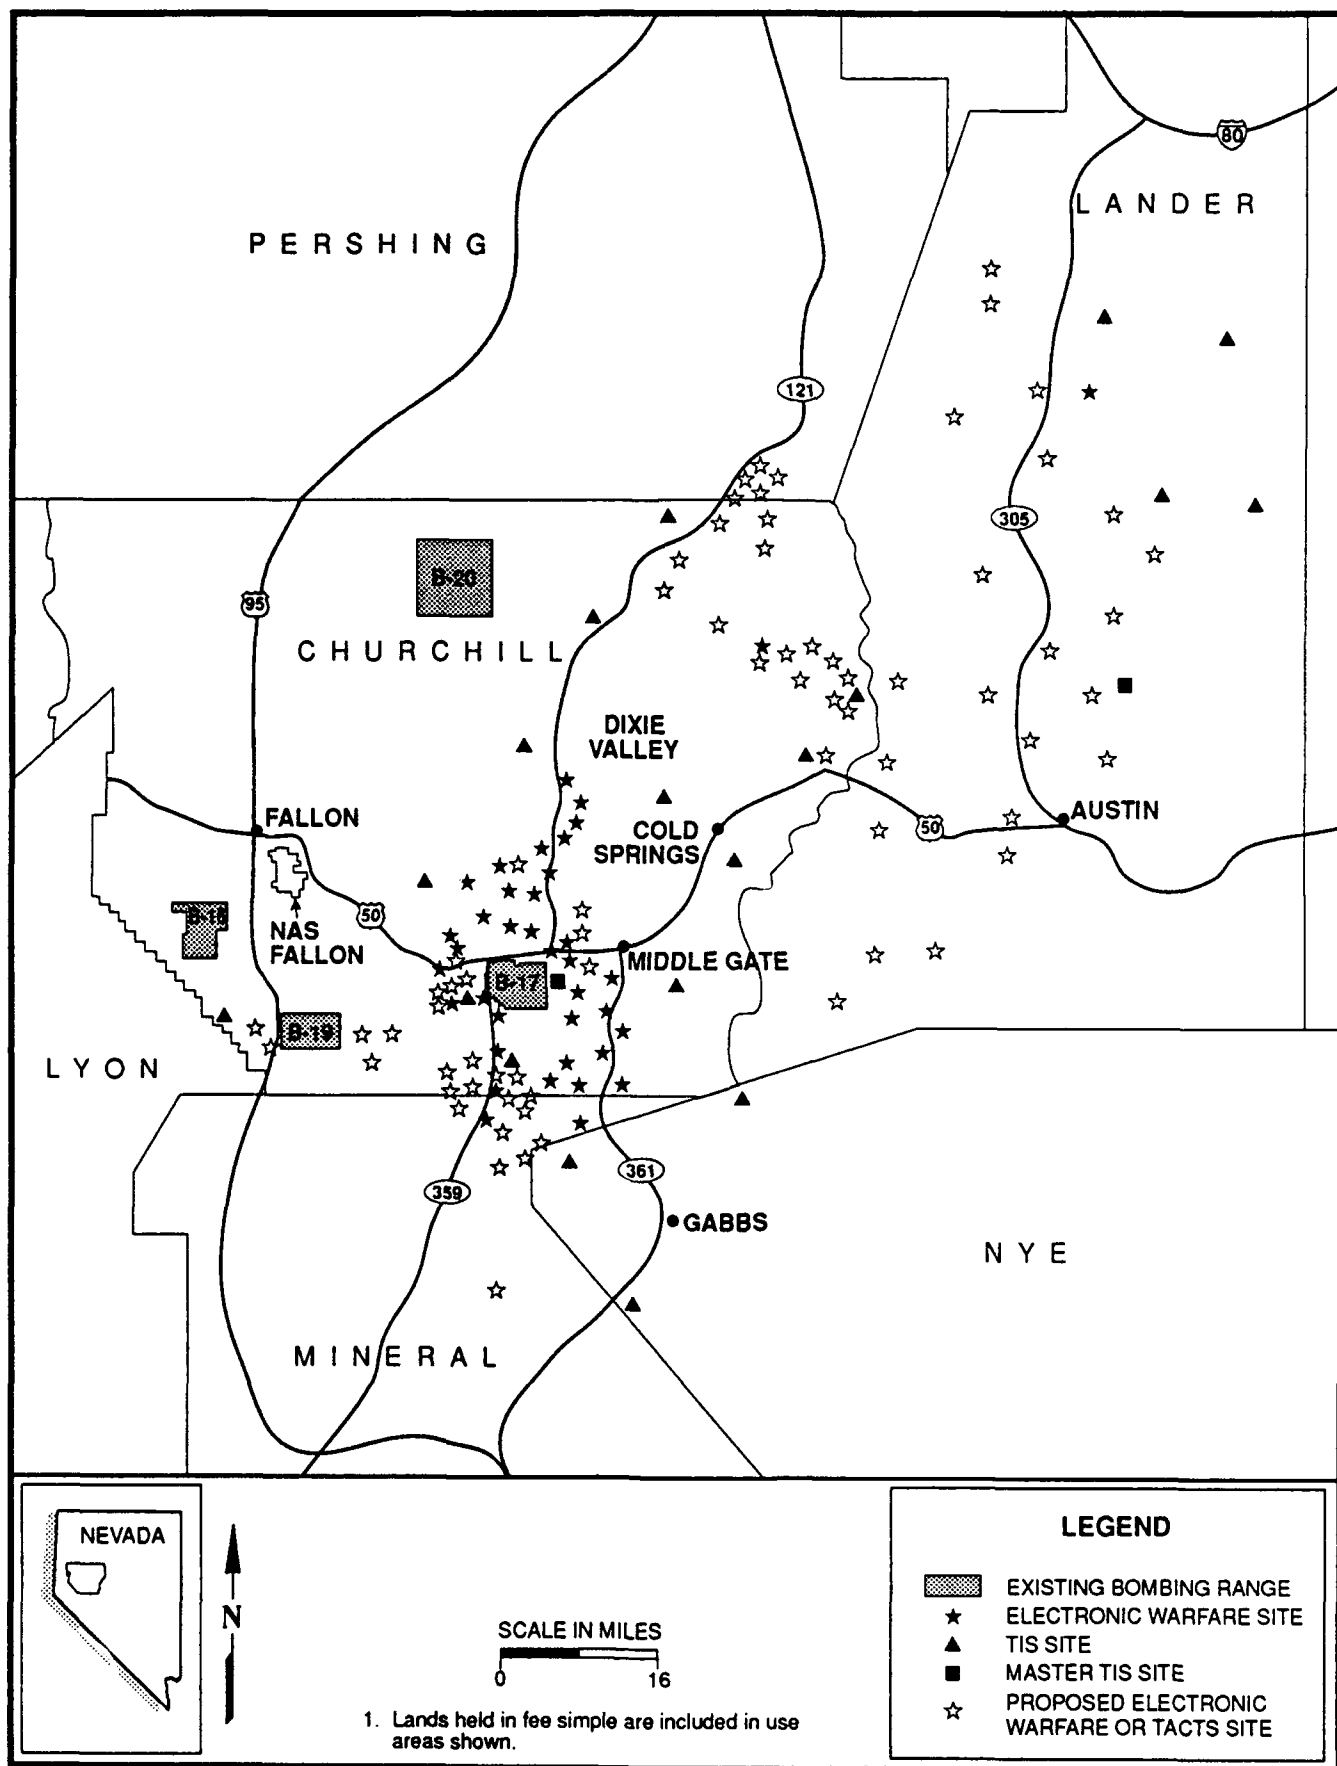 80
LANDER
PERSHING
121
305
B-20
95
CHURCHILL
DIXIE
VALLEY
FALLON
AUSTIN
COLD
SPRINGS
50
50
B-16
NAS
FALLON
MIDDLE GATE
B-17
B-19
LYON
361
359
GABBS
NYE
MINERAL
NEVADA
N
SCALE IN MILES
0 16
1. Lands held in fee simple are included in use
areas shown.
LEGEND
EXISTING BOMBING RANGE
ELECTRONIC WARFARE SITE
TIS SITE
MASTER TIS SITE
PROPOSED ELECTRONIC
WARFARE OR TACTS SITE